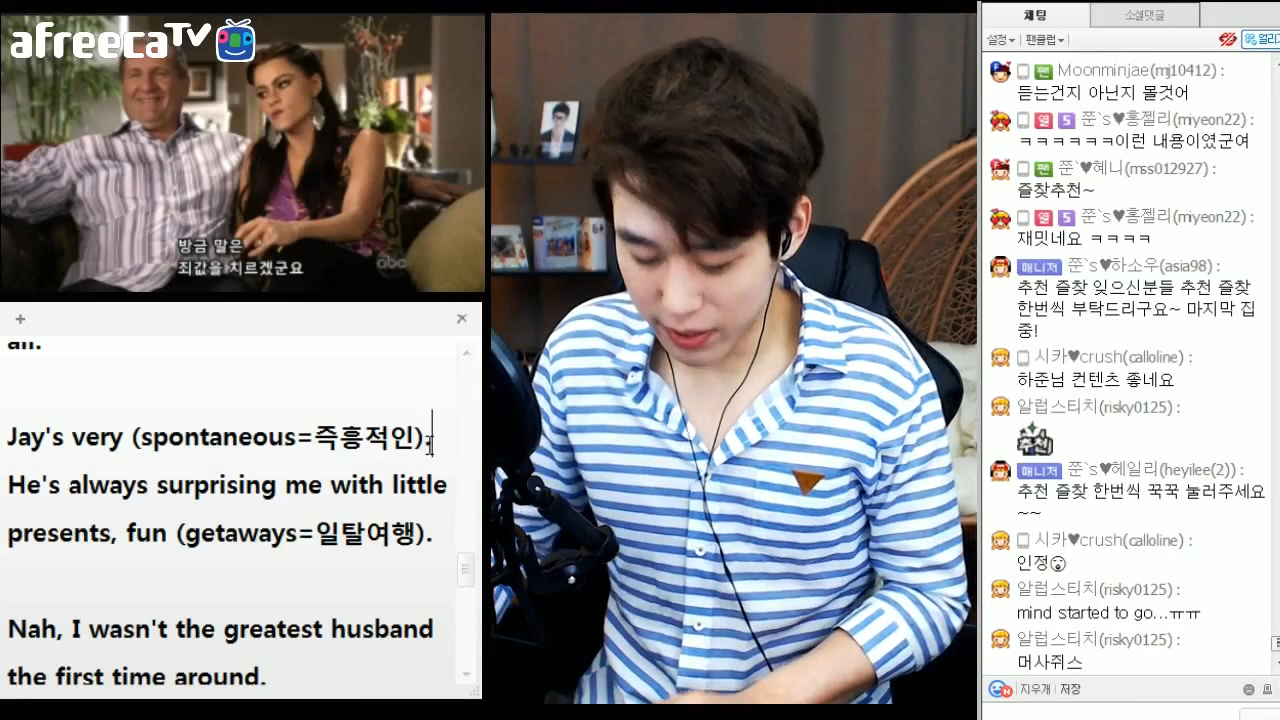 afreecaTV
방금 말은
죄값을 치르겠군요
abc
all.
Jay's very (spontaneous=즉흥적인).
He's always surprising me with little
presents, fun (getaways=일탈여행).
Nah, I wasn't the greatest husband
the first time around.
채팅
소셜댓글
설정
팬클럽
얼리기
팬 Moonminjae(mj10412) :
듣는건지 아닌지 몰것어
열 5 쭌`s♥홍젤리(miyeon22) :
ㅋㅋㅋㅋㅋㅋ이런 내용이였군여
팬 쭌`♥혜니(mss012927) :
즐찾추천~
열 5 쭌`s♥홍젤리(miyeon22) :
재밋네요 ㅋㅋㅋㅋ
매니저 쭌`s♥하소우(asia98) :
추천 즐찾 잊으신분들 추천 즐찾
한번씩 부탁드리구요~ 마지막 집
중!
시카♥crush(calloline) :
하준님 컨텐츠 좋네요
알럽스티치(risky0125) :
추천
매니저 쭌`s♥헤일리(heyilee(2)) :
추천 즐찾 한번씩 꾹꾹 눌러주세요
~~
시카♥crush(calloline) :
인정
알럽스티치(risky0125) :
mind started to go...ㅠㅠ
알럽스티치(risky0125) :
머사쥐스
지우개
저장